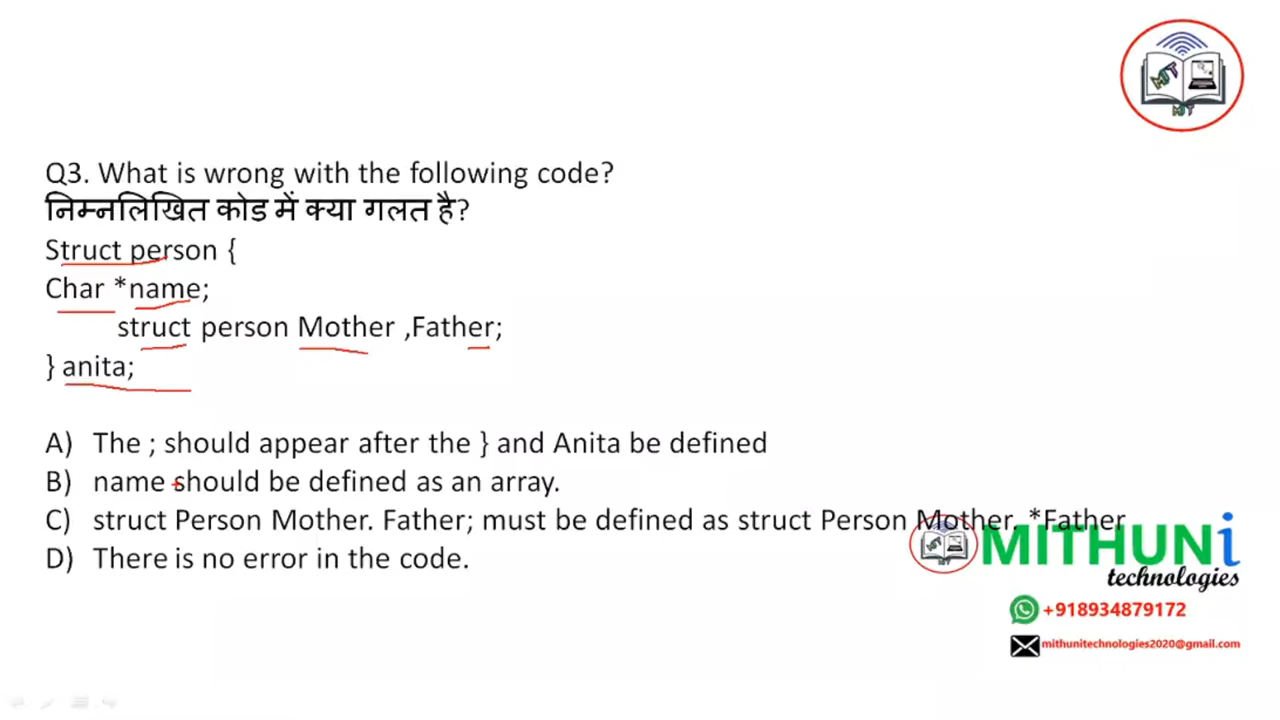 MIT
MIT
Q3. What is wrong with the following code?
निम्नलिखित कोड में क्या गलत है?
Struct person {
Char *name;
struct person Mother ,Father;
} anita;
A) The ; should appear after the } and Anita be defined
B) name should be defined as an array.
C) struct Person Mother. Father; must be defined as struct Person Mother. *Father
D) There is no error in the code.
MITHUNi
technologies
+918934879172
mithunitechnologies2020@gmail.com